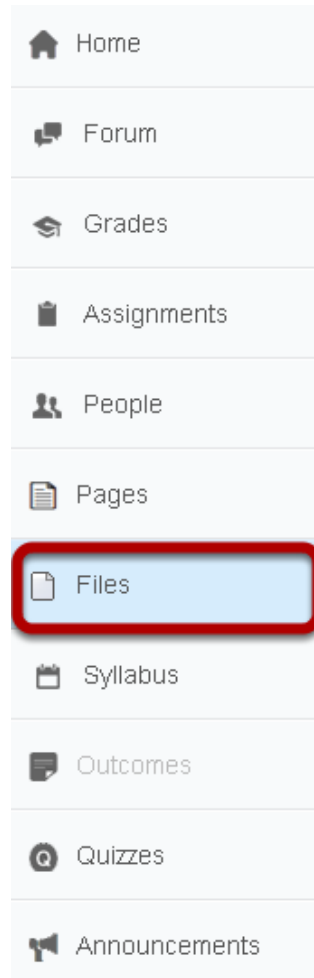 Home
Forum
Grades
Assignments
People
Pages
Files
Syllabus
Outcomes
Quizzes
Announcements